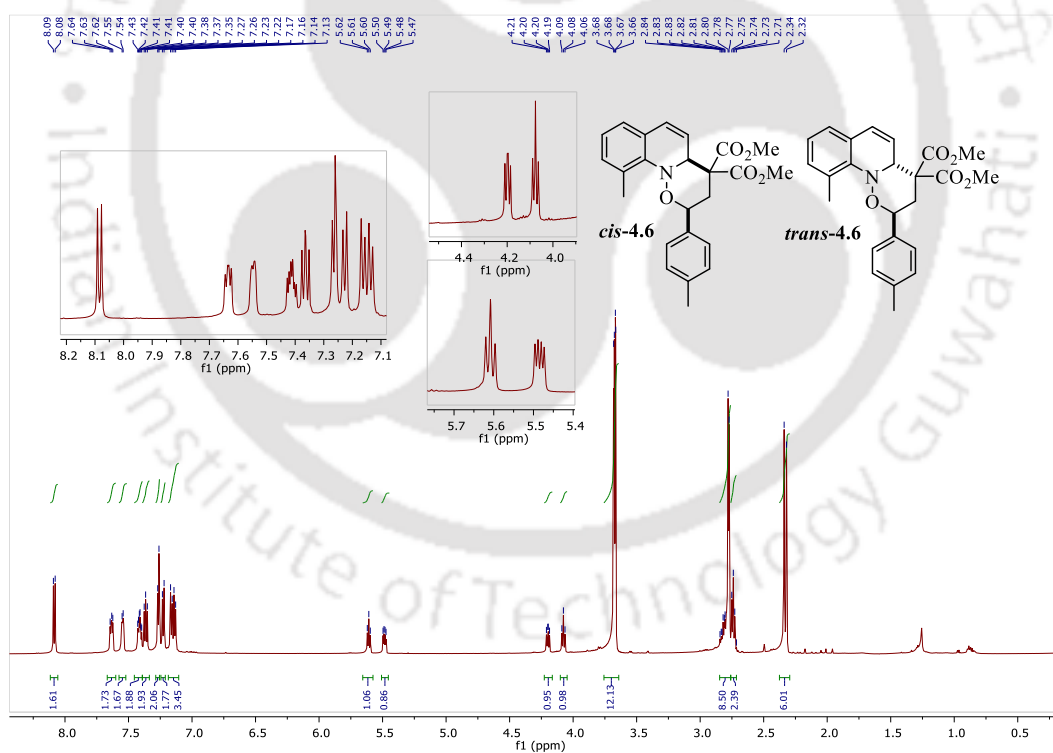 8.09 8.08 7.64 7.63 7.62 7.55 7.54 7.43 7.42 7.41 7.41 7.40 7.40 7.38 7.37 7.35 7.27 7.26 7.23 7.22 7.17 7.16 7.14 7.13 5.62 5.61 5.60 5.50 5.49 5.48 5.47 4.21 4.20 4.20 4.19 4.09 4.08 4.06 3.68 3.68 3.67 3.66 2.84 2.83 2.83 2.82 2.81 2.80 2.78 2.77 2.75 2.74 2.73 2.71 2.34 2.32
4.4 4.2 4.0
f1 (ppm)
CO2Me
CO2Me
N
O
cis-4.6
CO2Me
CO2Me
N
O
trans-4.6
8.2 8.1 8.0 7.9 7.8 7.7 7.6 7.5 7.4 7.3 7.2 7.1
f1 (ppm)
5.7 5.6 5.5 5.4
f1 (ppm)
Indian Institute of Technology Guwahati
1.61 1.73 1.67 1.88 1.93 2.06 1.77 3.45 1.06 0.86 0.95 0.98 12.13 8.50 2.39 6.01
8.0 7.5 7.0 6.5 6.0 5.5 5.0 4.5 4.0 3.5 3.0 2.5 2.0 1.5 1.0 0.5
f1 (ppm)